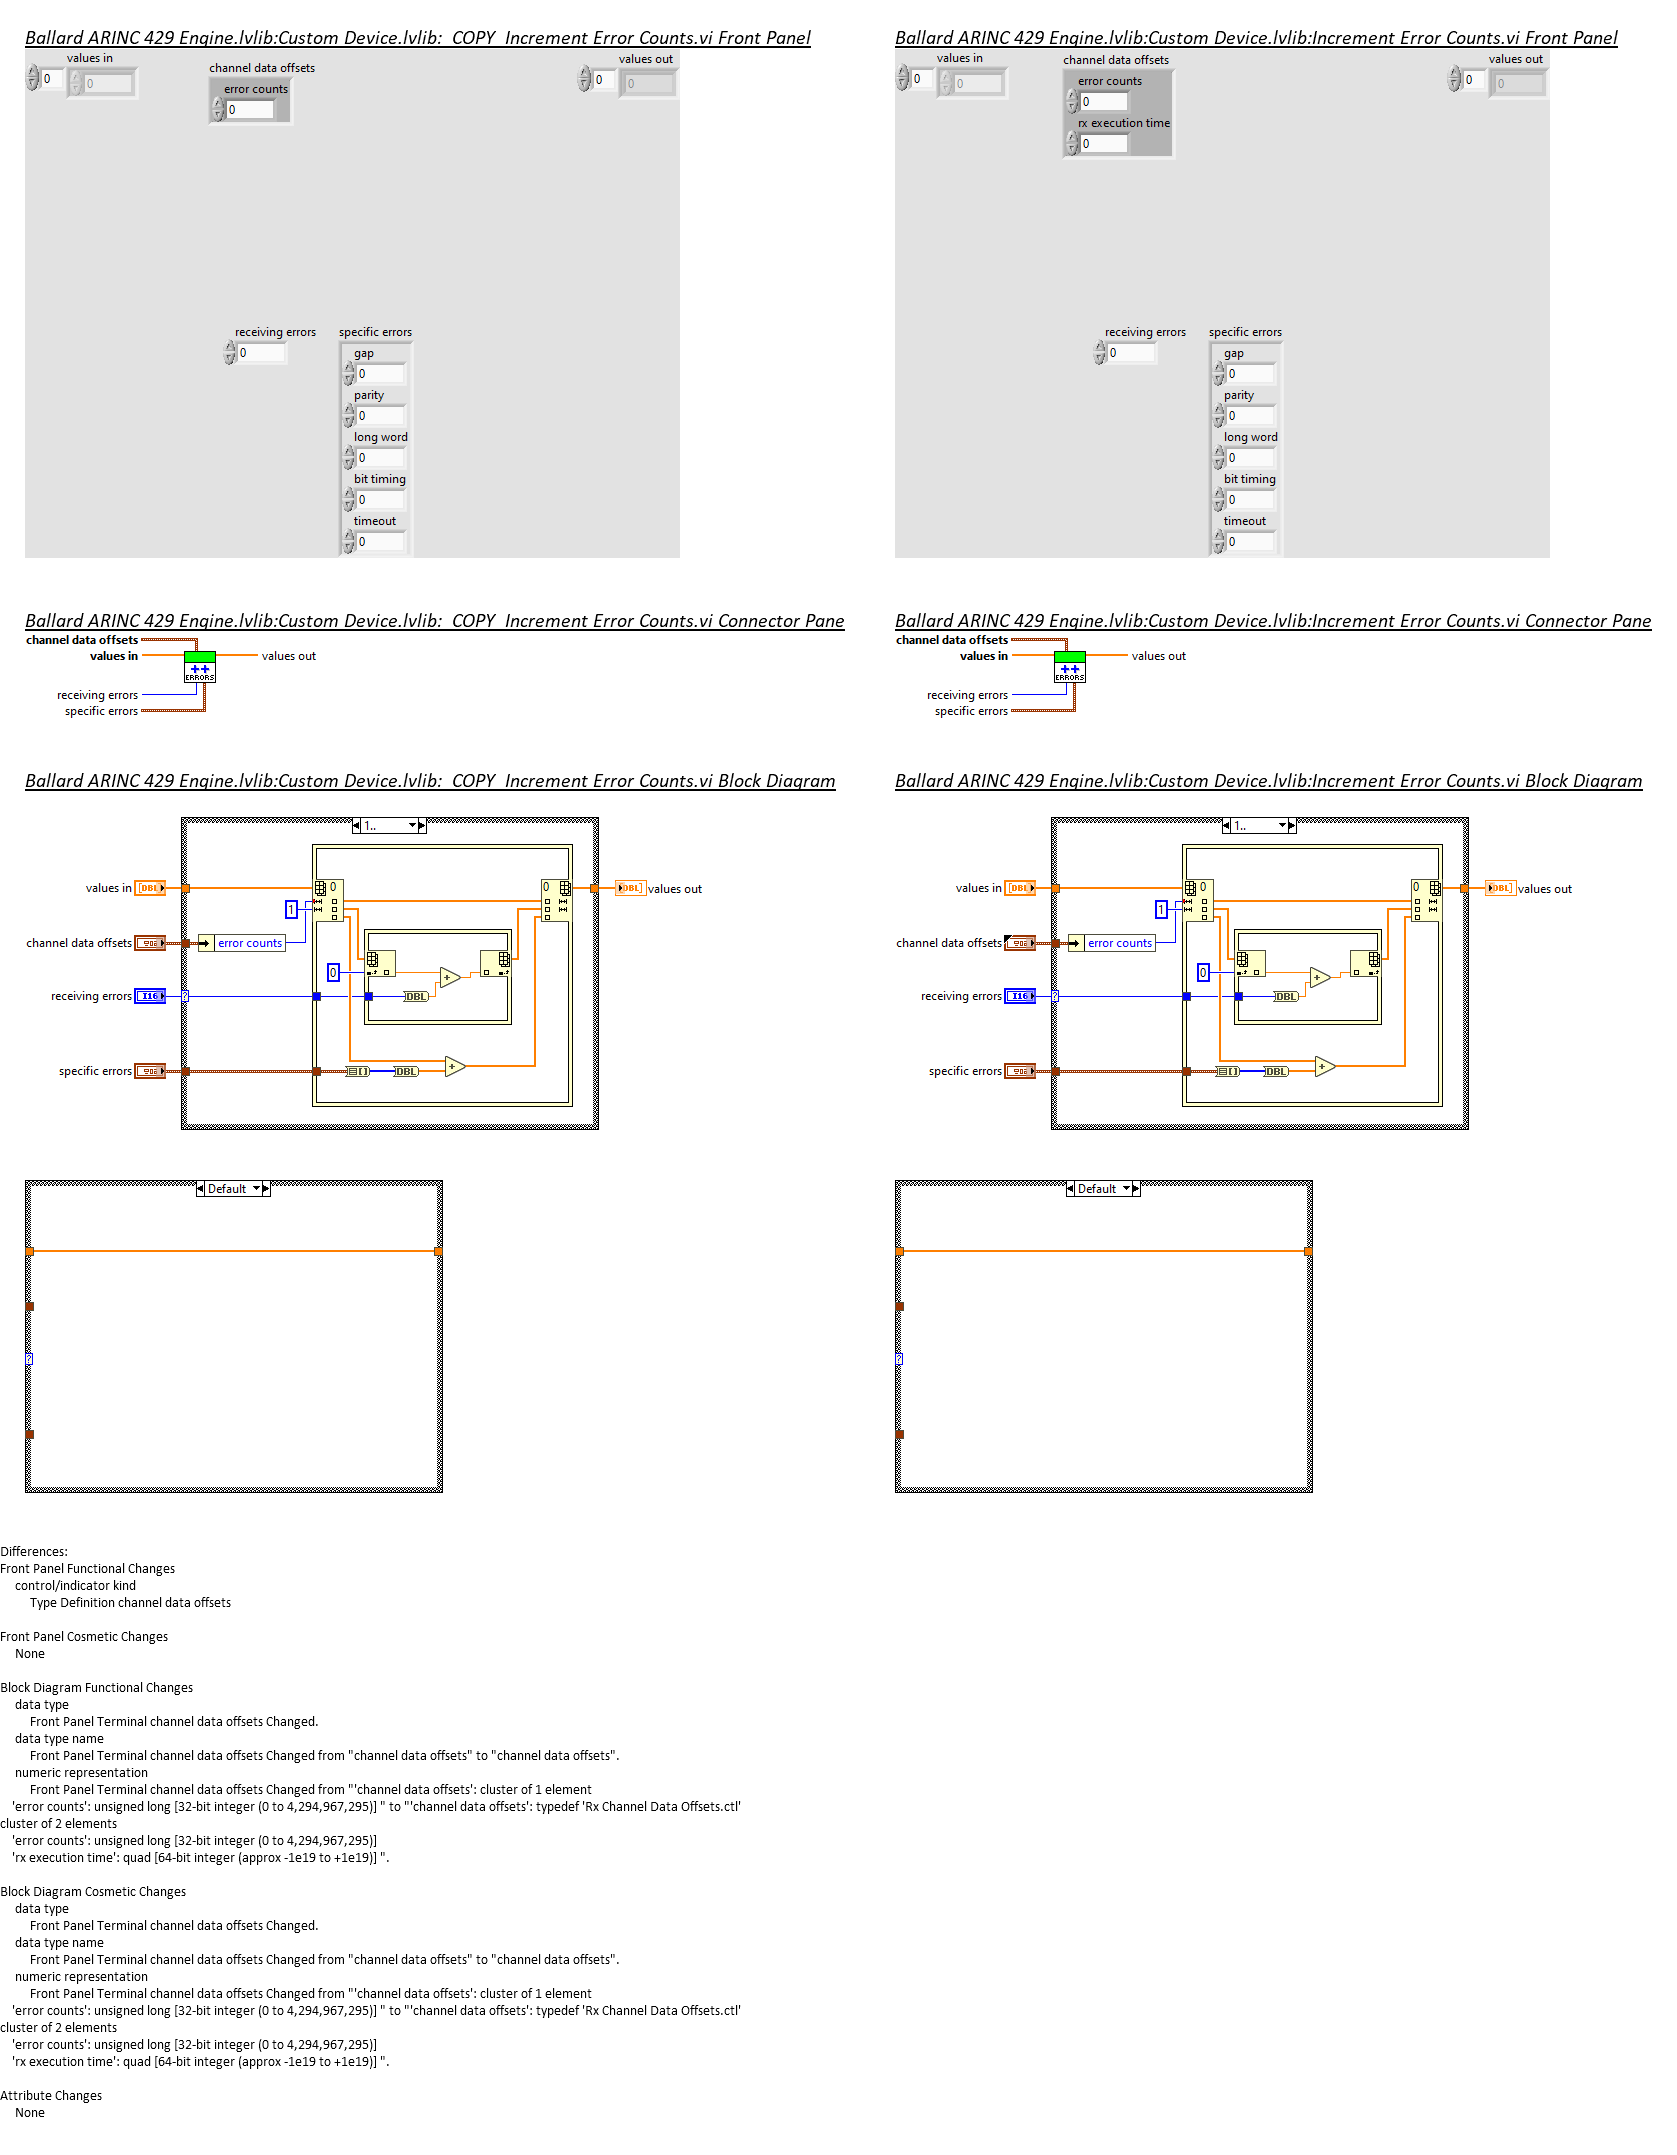 Ballard ARINC 429 Engine.lvlib:Custom Device.lvlib:  COPY  Increment Error Counts.vi Front Panel
values in
0
0
channel data offsets
error counts
0
values out
0
0
receiving errors
0
specific errors
gap
0
parity
0
long word
0
bit timing
0
timeout
0
Ballard ARINC 429 Engine.lvlib:Custom Device.lvlib:Increment Error Counts.vi Front Panel
values in
0
0
channel data offsets
error counts
0
rx execution time
0
values out
0
0
receiving errors
0
specific errors
gap
0
parity
0
long word
0
bit timing
0
timeout
0
Ballard ARINC 429 Engine.lvlib:Custom Device.lvlib:  COPY  Increment Error Counts.vi Connector Pane
channel data offsets
values in
values out
++
ERRORS
receiving errors
specific errors
Ballard ARINC 429 Engine.lvlib:Custom Device.lvlib:Increment Error Counts.vi Connector Pane
channel data offsets
values in
values out
++
ERRORS
receiving errors
specific errors
Ballard ARINC 429 Engine.lvlib:Custom Device.lvlib:  COPY  Increment Error Counts.vi Block Diagram
1..
values in
[DBL]
0
0
DBL]
values out
1
channel data offsets
error counts
0
+
receiving errors
I16
?
DBL
specific errors
DBL
+
Default
?
Ballard ARINC 429 Engine.lvlib:Custom Device.lvlib:Increment Error Counts.vi Block Diagram
1..
values in
[DBL]
0
0
DBL]
values out
1
channel data offsets
error counts
0
+
receiving errors
I16
?
DBL
specific errors
DBL
+
Default
?
Differences:
Front Panel Functional Changes
control/indicator kind
Type Definition channel data offsets
Front Panel Cosmetic Changes
None
Block Diagram Functional Changes
data type
Front Panel Terminal channel data offsets Changed.
data type name
Front Panel Terminal channel data offsets Changed from "channel data offsets" to "channel data offsets".
numeric representation
Front Panel Terminal channel data offsets Changed from "'channel data offsets': cluster of 1 element
'error counts': unsigned long [32-bit integer (0 to 4,294,967,295)] " to "'channel data offsets': typedef 'Rx Channel Data Offsets.ctl'
cluster of 2 elements
'error counts': unsigned long [32-bit integer (0 to 4,294,967,295)]
'rx execution time': quad [64-bit integer (approx -1e19 to +1e19)] ".
Block Diagram Cosmetic Changes
data type
Front Panel Terminal channel data offsets Changed.
data type name
Front Panel Terminal channel data offsets Changed from "channel data offsets" to "channel data offsets".
numeric representation
Front Panel Terminal channel data offsets Changed from "'channel data offsets': cluster of 1 element
'error counts': unsigned long [32-bit integer (0 to 4,294,967,295)] " to "'channel data offsets': typedef 'Rx Channel Data Offsets.ctl'
cluster of 2 elements
'error counts': unsigned long [32-bit integer (0 to 4,294,967,295)]
'rx execution time': quad [64-bit integer (approx -1e19 to +1e19)] ".
Attribute Changes
None